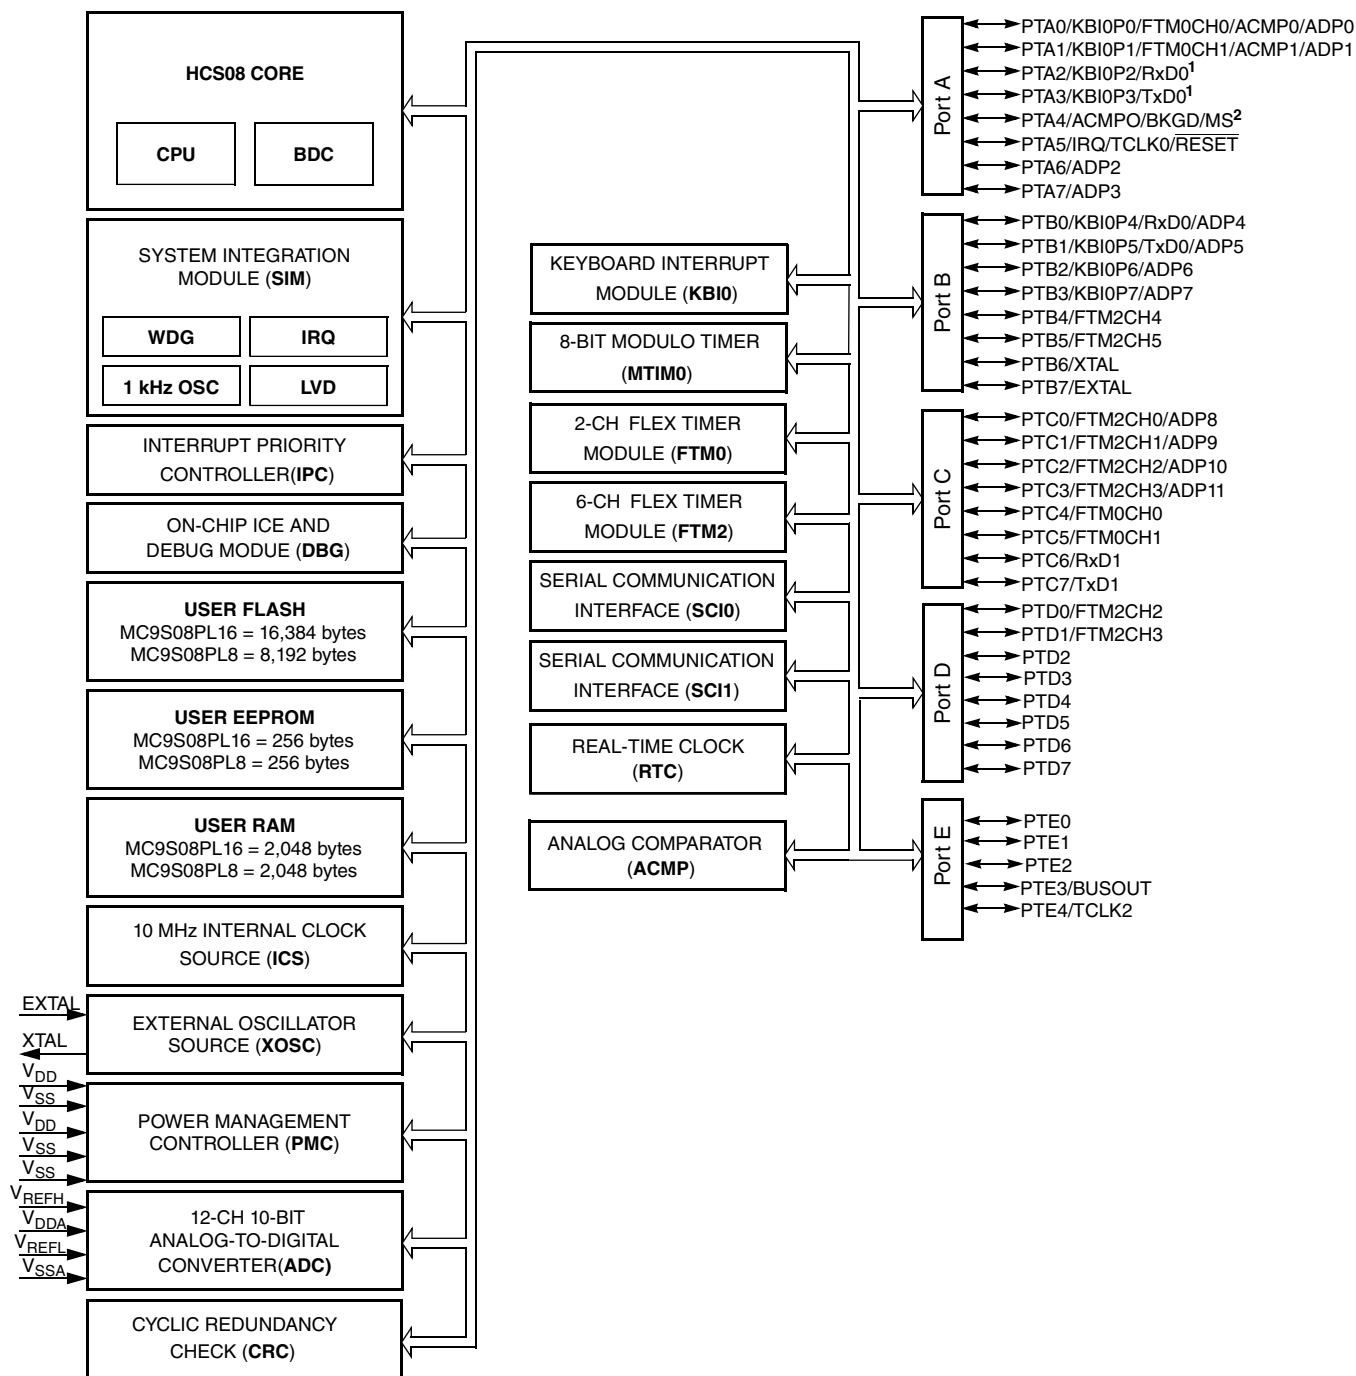 HCS08 CORE
CPU
BDC
SYSTEM INTEGRATION
MODULE (SIM)
WDG
IRQ
1 kHz OSC
LVD
INTERRUPT PRIORITY
CONTROLLER(IPC)
ON-CHIP ICE AND
DEBUG MODUE (DBG)
USER FLASH
MC9S08PL16 = 16,384 bytes
MC9S08PL8 = 8,192 bytes
USER EEPROM
MC9S08PL16 = 256 bytes
MC9S08PL8 = 256 bytes
USER RAM
MC9S08PL16 = 2,048 bytes
MC9S08PL8 = 2,048 bytes
10 MHz INTERNAL CLOCK
SOURCE (ICS)
EXTAL
XTAL
EXTERNAL OSCILLATOR
SOURCE (XOSC)
VDD
VSS
VDD
VSS
VSS
POWER MANAGEMENT
CONTROLLER (PMC)
VREFH
VDDA
VREFL
VSSA
12-CH 10-BIT
ANALOG-TO-DIGITAL
CONVERTER(ADC)
CYCLIC REDUNDANCY
CHECK (CRC)
KEYBOARD INTERRUPT
MODULE (KBI0)
8-BIT MODULO TIMER
(MTIM0)
2-CH FLEX TIMER
MODULE (FTM0)
6-CH FLEX TIMER
MODULE (FTM2)
SERIAL COMMUNICATION
INTERFACE (SCI0)
SERIAL COMMUNICATION
INTERFACE (SCI1)
REAL-TIME CLOCK
(RTC)
ANALOG COMPARATOR
(ACMP)
Port A
PTA0/KBI0P0/FTM0CH0/ACMP0/ADP0
PTA1/KBI0P1/FTM0CH1/ACMP1/ADP1
PTA2/KBI0P2/RxD0¹
PTA3/KBI0P3/TxD0¹
PTA4/ACMPO/BKGD/MS²
PTA5/IRQ/TCLK0/RESET
PTA6/ADP2
PTA7/ADP3
Port B
PTB0/KBI0P4/RxD0/ADP4
PTB1/KBI0P5/TxD0/ADP5
PTB2/KBI0P6/ADP6
PTB3/KBI0P7/ADP7
PTB4/FTM2CH4
PTB5/FTM2CH5
PTB6/XTAL
PTB7/EXTAL
Port C
PTC0/FTM2CH0/ADP8
PTC1/FTM2CH1/ADP9
PTC2/FTM2CH2/ADP10
PTC3/FTM2CH3/ADP11
PTC4/FTM0CH0
PTC5/FTM0CH1
PTC6/RxD1
PTC7/TxD1
Port D
PTD0/FTM2CH2
PTD1/FTM2CH3
PTD2
PTD3
PTD4
PTD5
PTD6
PTD7
Port E
PTE0
PTE1
PTE2
PTE3/BUSOUT
PTE4/TCLK2